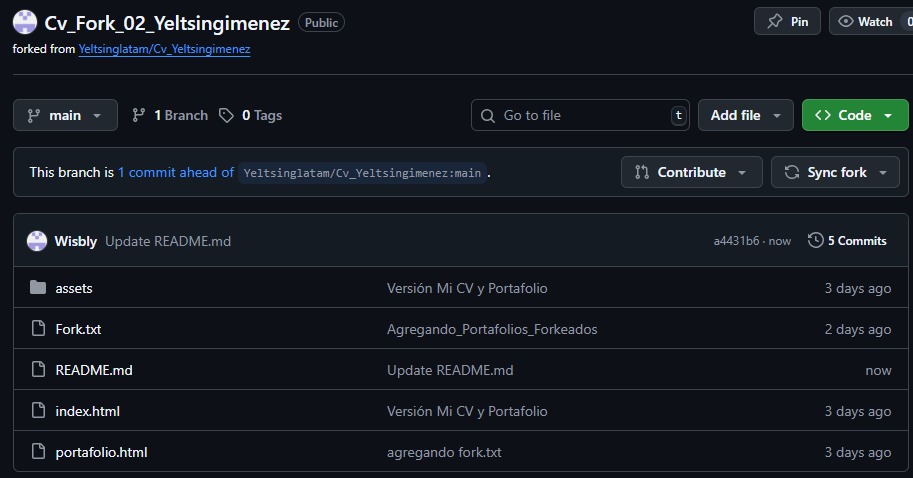 Cv_Fork_02_Yeltsingimenez Public Pin Watch 0
forked from Yeltsinglatam/Cv_Yeltsingimenez
main 1 Branch 0 Tags Go to file t Add file Code
This branch is 1 commit ahead of Yeltsinglatam/Cv_Yeltsingimenez:main . Contribute Sync fork
Wisbly Update README.md a4431b6 · now 5 Commits
assets Versión Mi CV y Portafolio 3 days ago
Fork.txt Agregando_Portafolios_Forkeados 2 days ago
README.md Update README.md now
index.html Versión Mi CV y Portafolio 3 days ago
portafolio.html agregando fork.txt 3 days ago